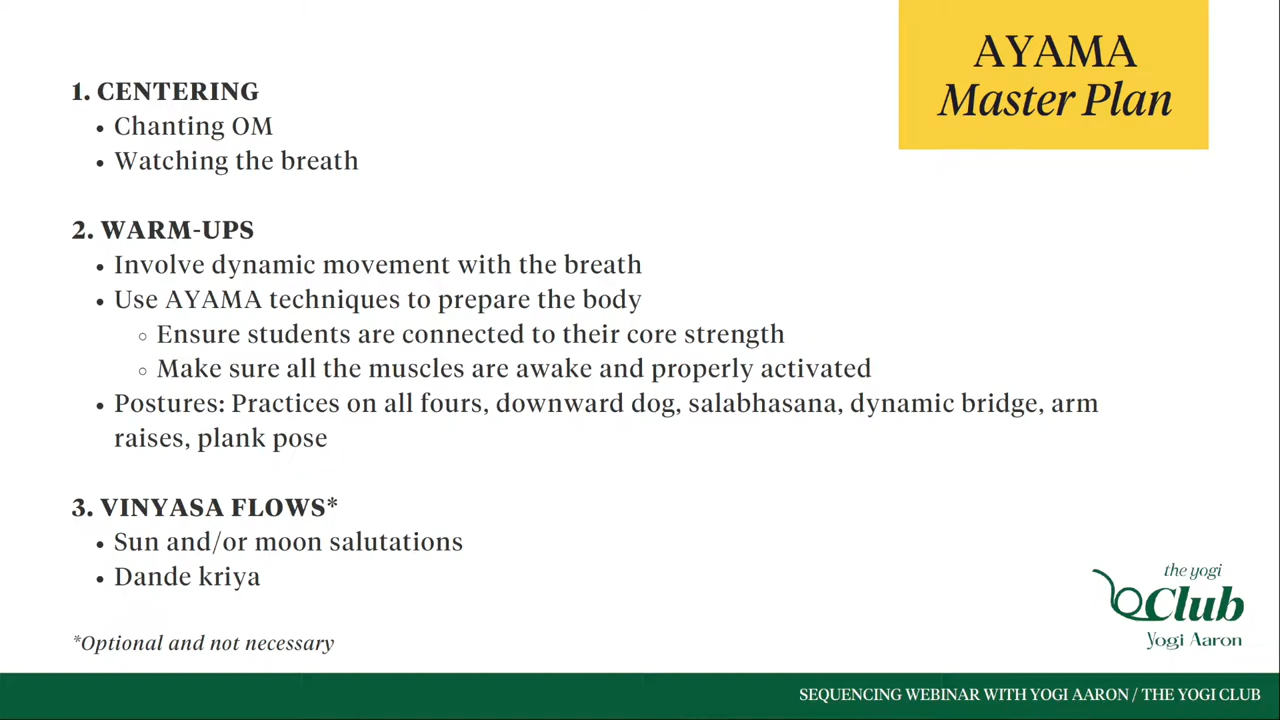 AYAMA
Master Plan
1. CENTERING
• Chanting OM
• Watching the breath
2. WARM-UPS
• Involve dynamic movement with the breath
• Use AYAMA techniques to prepare the body
◦ Ensure students are connected to their core strength
◦ Make sure all the muscles are awake and properly activated
• Postures: Practices on all fours, downward dog, salabhasana, dynamic bridge, arm
raises, plank pose
3. VINYASA FLOWS*
• Sun and/or moon salutations
• Dande kriya
*Optional and not necessary
the yogi
Club
Yogi Aaron
SEQUENCING WEBINAR WITH YOGI AARON / THE YOGI CLUB